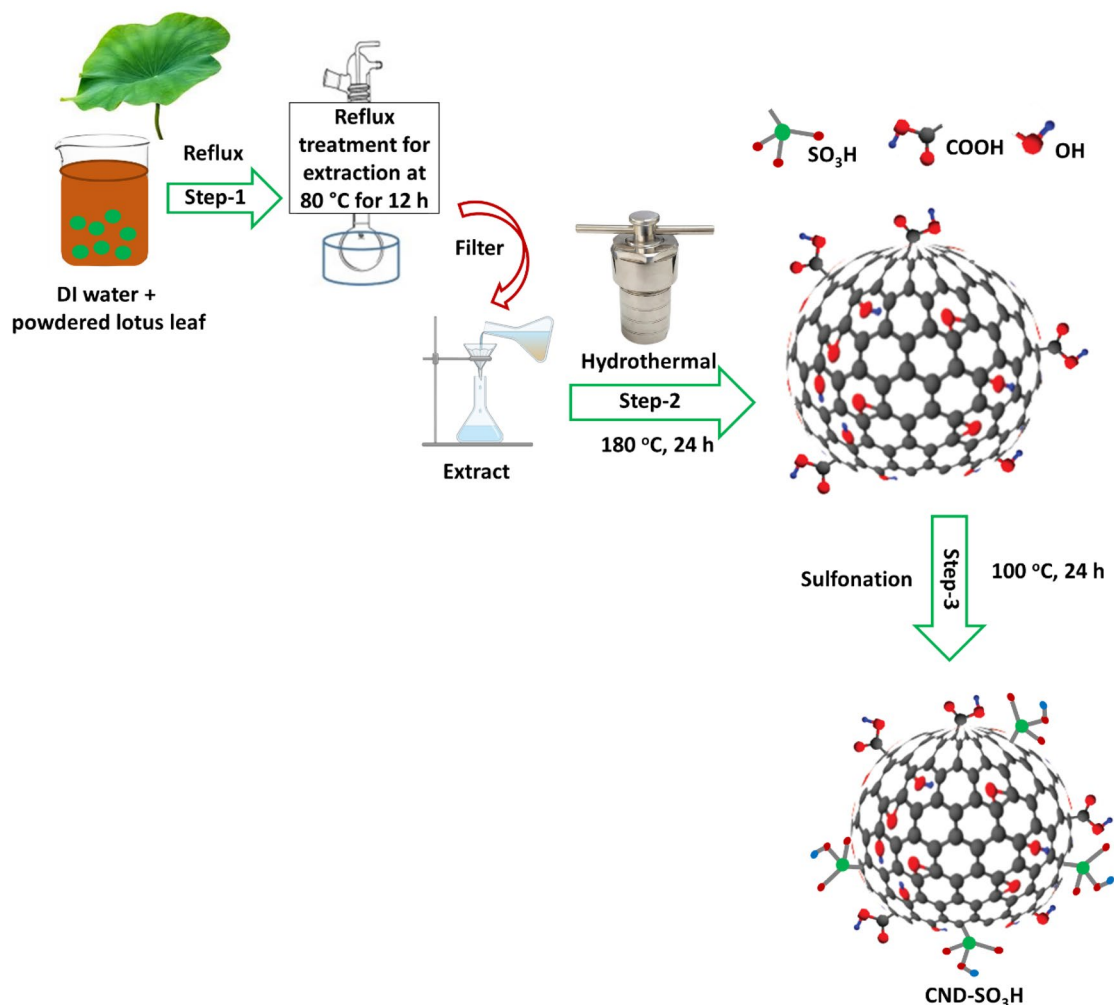 Reflux
Step-1
DI water +
powdered lotus leaf
Reflux
treatment for
extraction at
80 °C for 12 h
Filter
Extract
Hydrothermal
Step-2
180 °C, 24 h
SO₃H
COOH
OH
Sulfonation
Step-3
100 °C, 24 h
CND-SO₃H